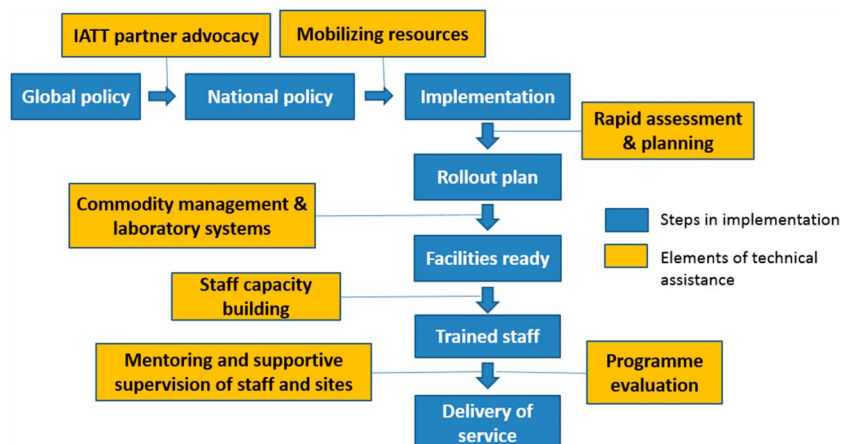 IATT partner advocacy
Mobilizing resources
Global policy
National policy
Implementation
Rapid assessment
& planning
Rollout plan
Commodity management &
laboratory systems
Steps in implementation
Facilities ready
Elements of technical
assistance
Staff capacity
building
Trained staff
Mentoring and supportive
supervision of staff and sites
Programme
evaluation
Delivery of
service